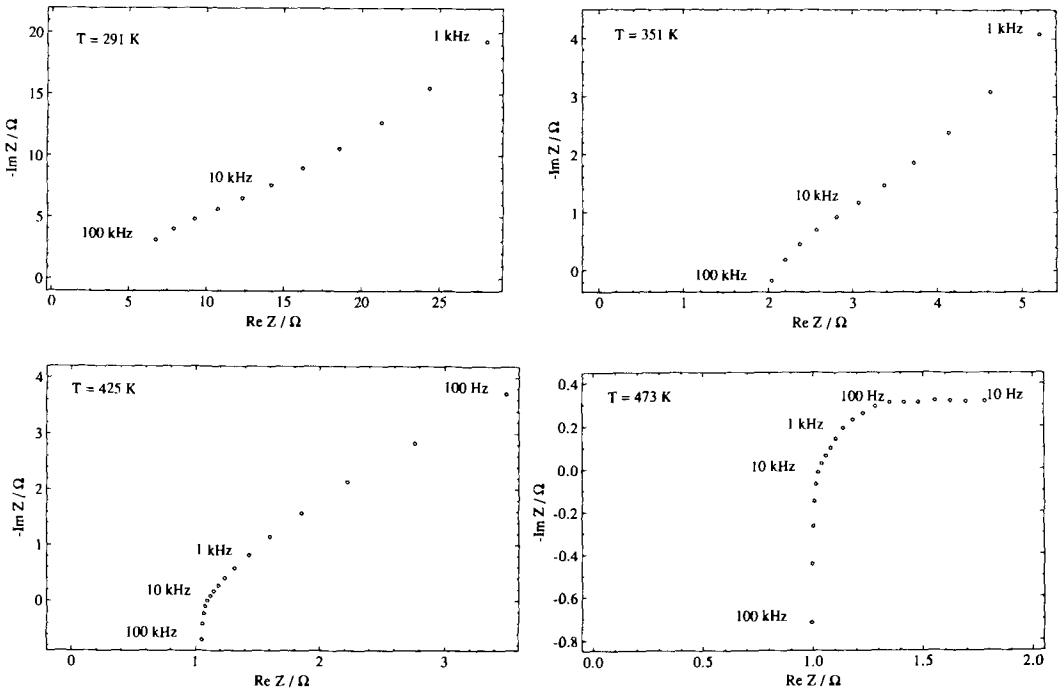 T = 291 K
1 kHz
10 kHz
100 kHz
20
15
10
5
0
-Im Z / Ω
0 5 10 15 20 25
Re Z / Ω
T = 351 K
1 kHz
10 kHz
100 kHz
4
3
2
1
0
-Im Z / Ω
0 1 2 3 4 5
Re Z / Ω
T = 425 K
100 Hz
1 kHz
10 kHz
100 kHz
4
3
2
1
0
-Im Z / Ω
0 1 2 3
Re Z / Ω
T = 473 K
100 Hz
10 Hz
1 kHz
10 kHz
100 kHz
0.4
0.2
0.0
-0.2
-0.4
-0.6
-0.8
-Im Z / Ω
0.0 0.5 1.0 1.5 2.0
Re Z / Ω